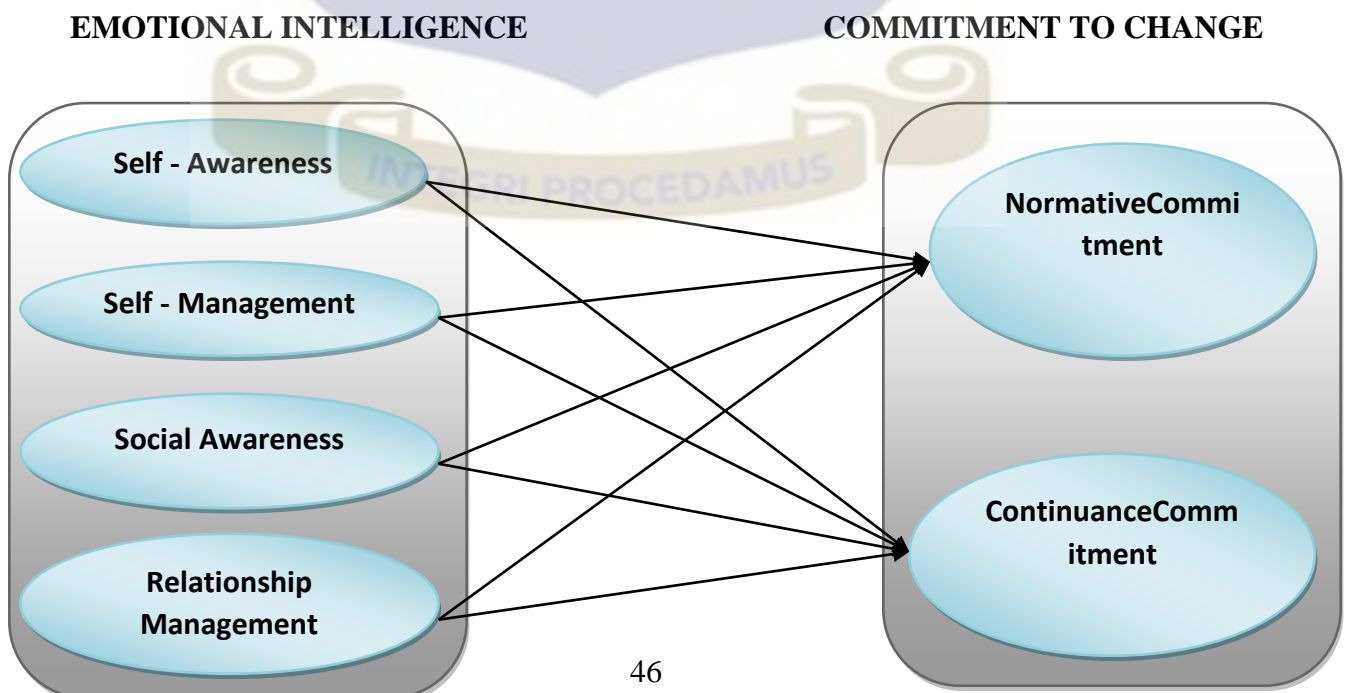 EMOTIONAL INTELLIGENCE
COMMITMENT TO CHANGE
INTEGRI PROCEDAMUS
Self - Awareness
NormativeCommi
tment
Self - Management
Social Awareness
ContinuanceComm
itment
Relationship
Management
46